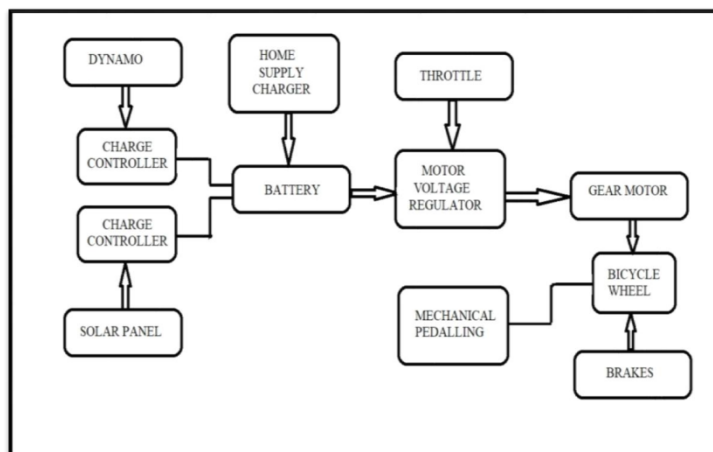 DYNAMO
HOME
SUPPLY
CHARGER
THROTTLE
CHARGE
CONTROLLER
BATTERY
MOTOR
VOLTAGE
REGULATOR
GEAR MOTOR
CHARGE
CONTROLLER
BICYCLE
WHEEL
MECHANICAL
PEDALLING
SOLAR PANEL
BRAKES